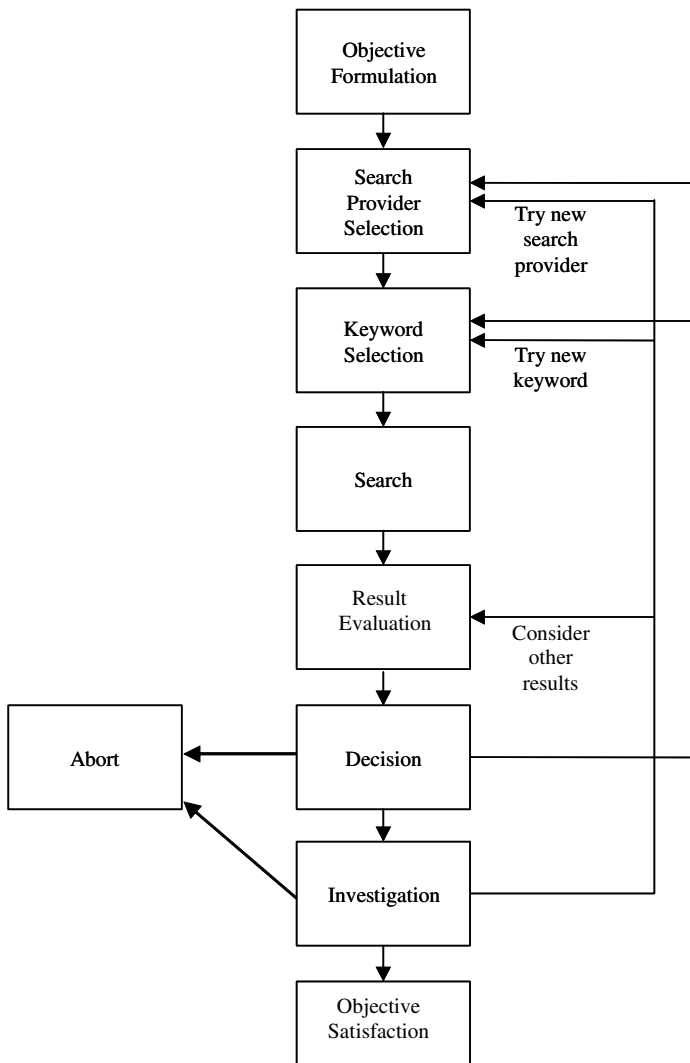 Objective
Formulation
Search
Provider
Selection
Try new
search
provider
Keyword
Selection
Try new
keyword
Search
Result
Evaluation
Consider
other
results
Abort
Decision
Investigation
Objective
Satisfaction